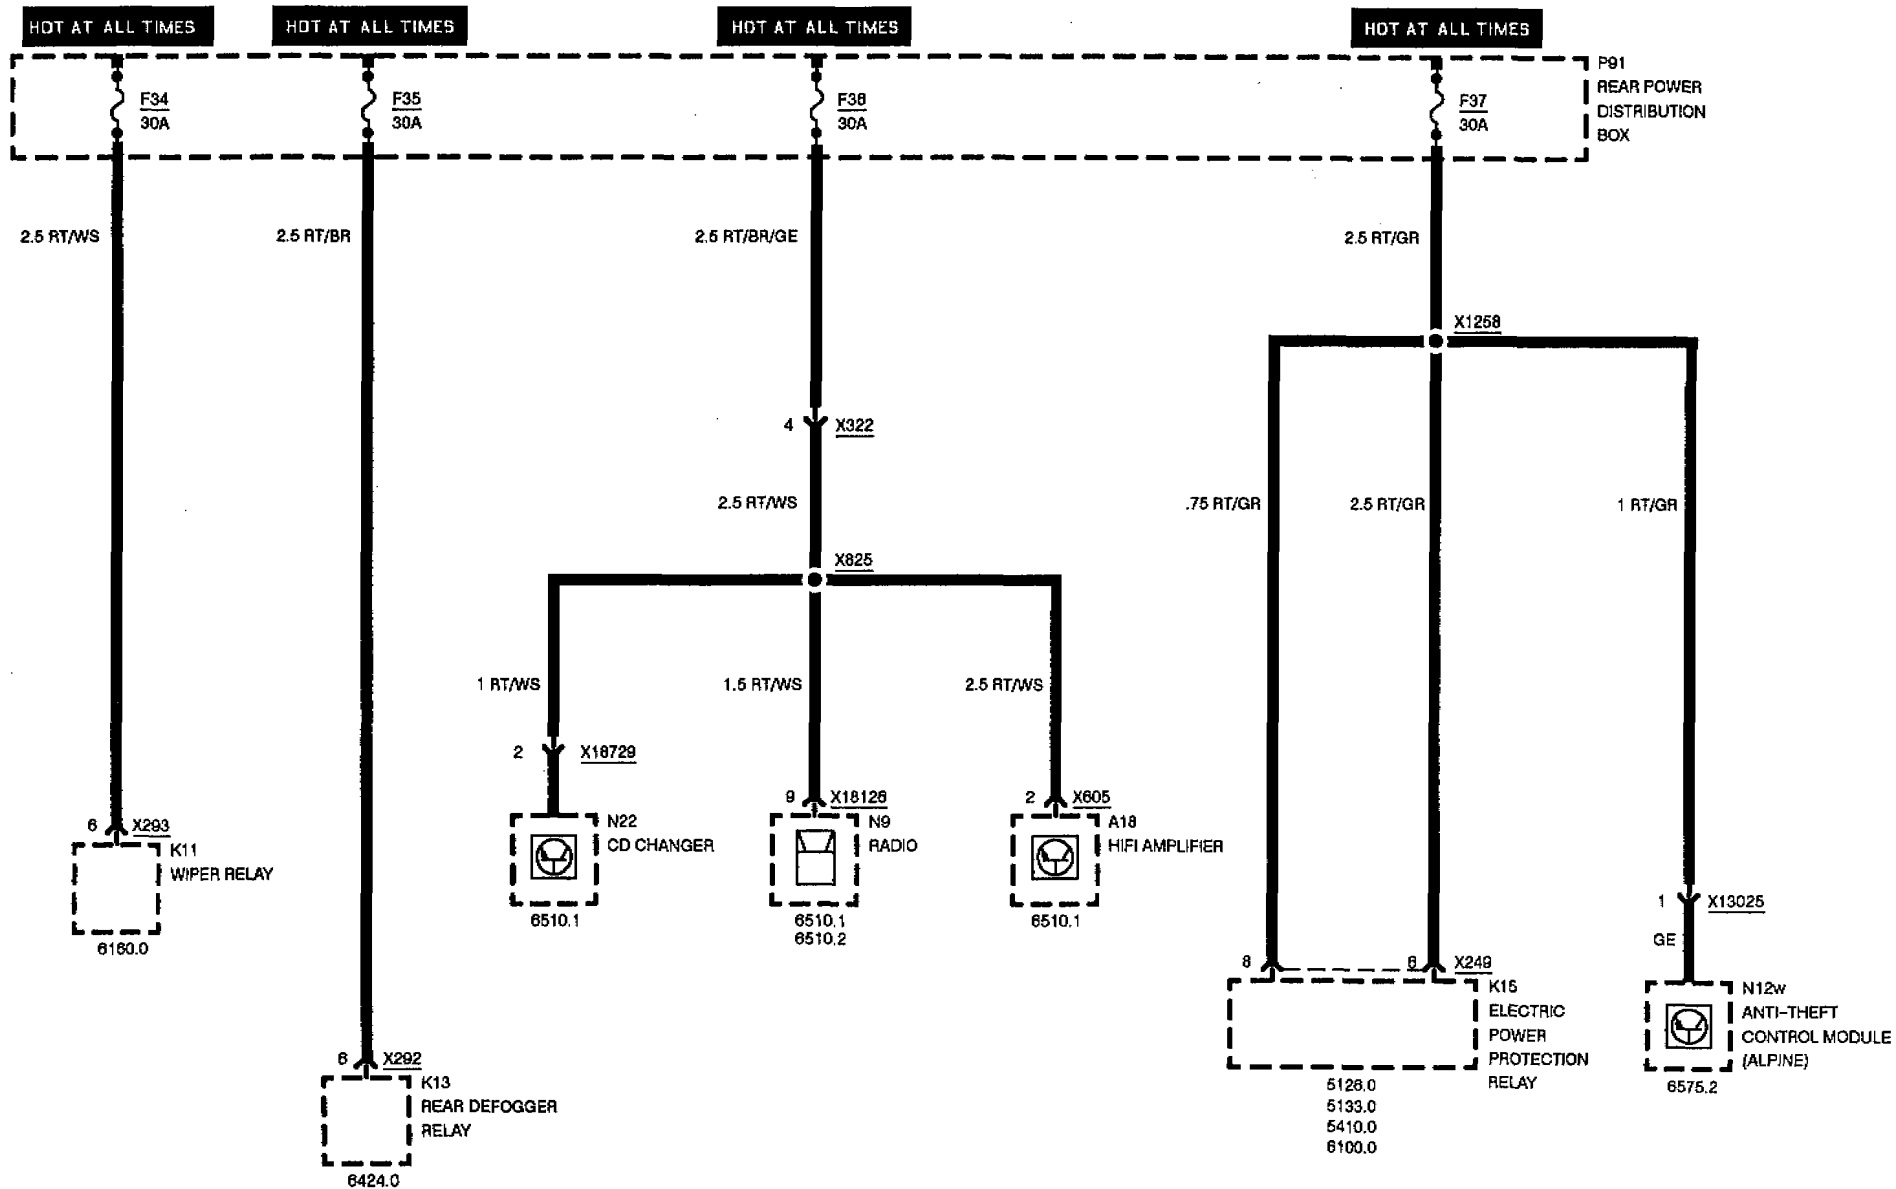 HOT AT ALL TIMES
HOT AT ALL TIMES
HOT AT ALL TIMES
HOT AT ALL TIMES
P91
REAR POWER
DISTRIBUTION
BOX
F34
30A
F35
30A
F36
30A
F37
30A
2.5 RT/WS
2.5 RT/BR
2.5 RT/BR/GE
2.5 RT/GR
X1258
4
X322
2.5 RT/WS
.75 RT/GR
2.5 RT/GR
1 RT/GR
X825
1 RT/WS
1.5 RT/WS
2.5 RT/WS
2
X18729
9
X18126
2
X605
6
X293
K11
WIPER RELAY
6160.0
N22
CD CHANGER
6510.1
N9
RADIO
6510.1
6510.2
A18
HIFI AMPLIFIER
6510.1
1
X13025
GE
8
6
X249
K15
ELECTRIC
POWER
PROTECTION
RELAY
5126.0
5133.0
5410.0
6100.0
N12w
ANTI-THEFT
CONTROL MODULE
(ALPINE)
6575.2
6
X292
K13
REAR DEFOGGER
RELAY
6424.0